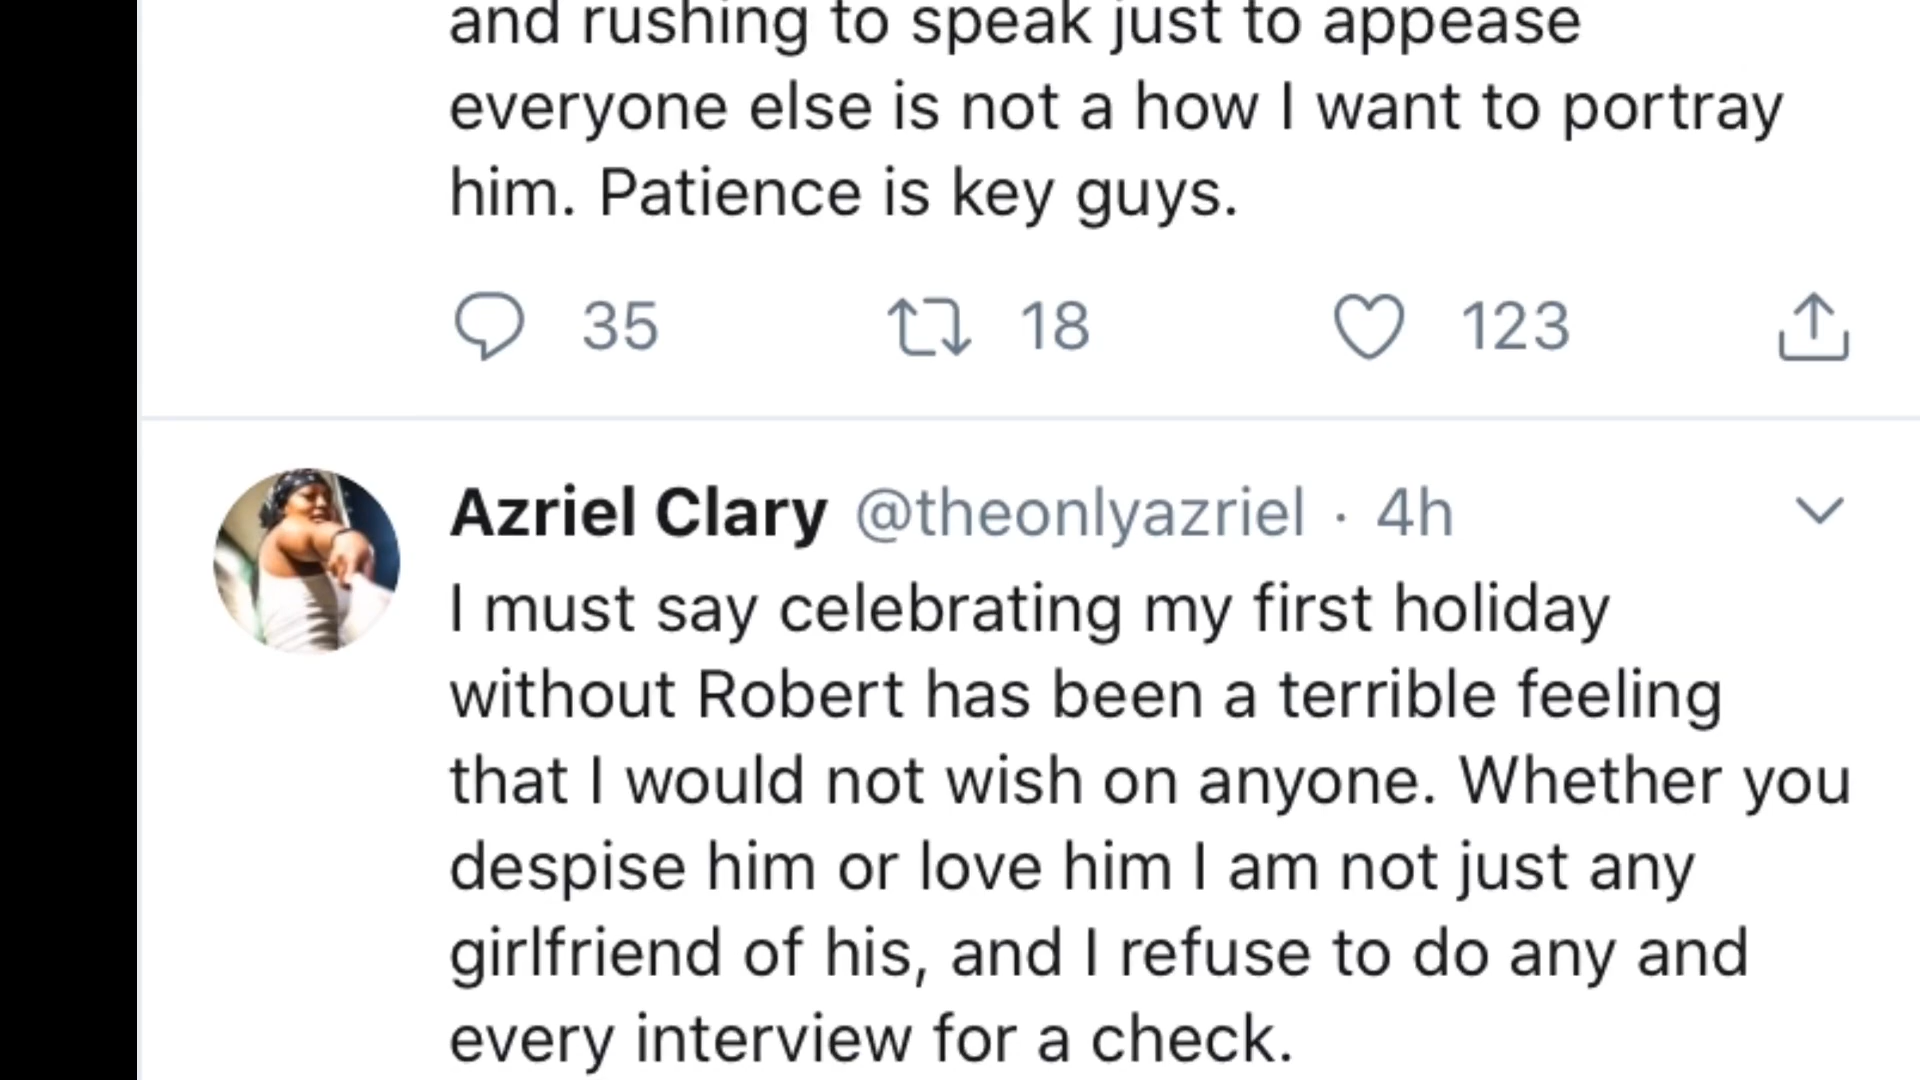 and rushing to speak just to appease
everyone else is not a how I want to portray
him. Patience is key guys.
35 18 123
Azriel Clary @theonlyazriel · 4h
I must say celebrating my first holiday
without Robert has been a terrible feeling
that I would not wish on anyone. Whether you
despise him or love him I am not just any
girlfriend of his, and I refuse to do any and
every interview for a check.